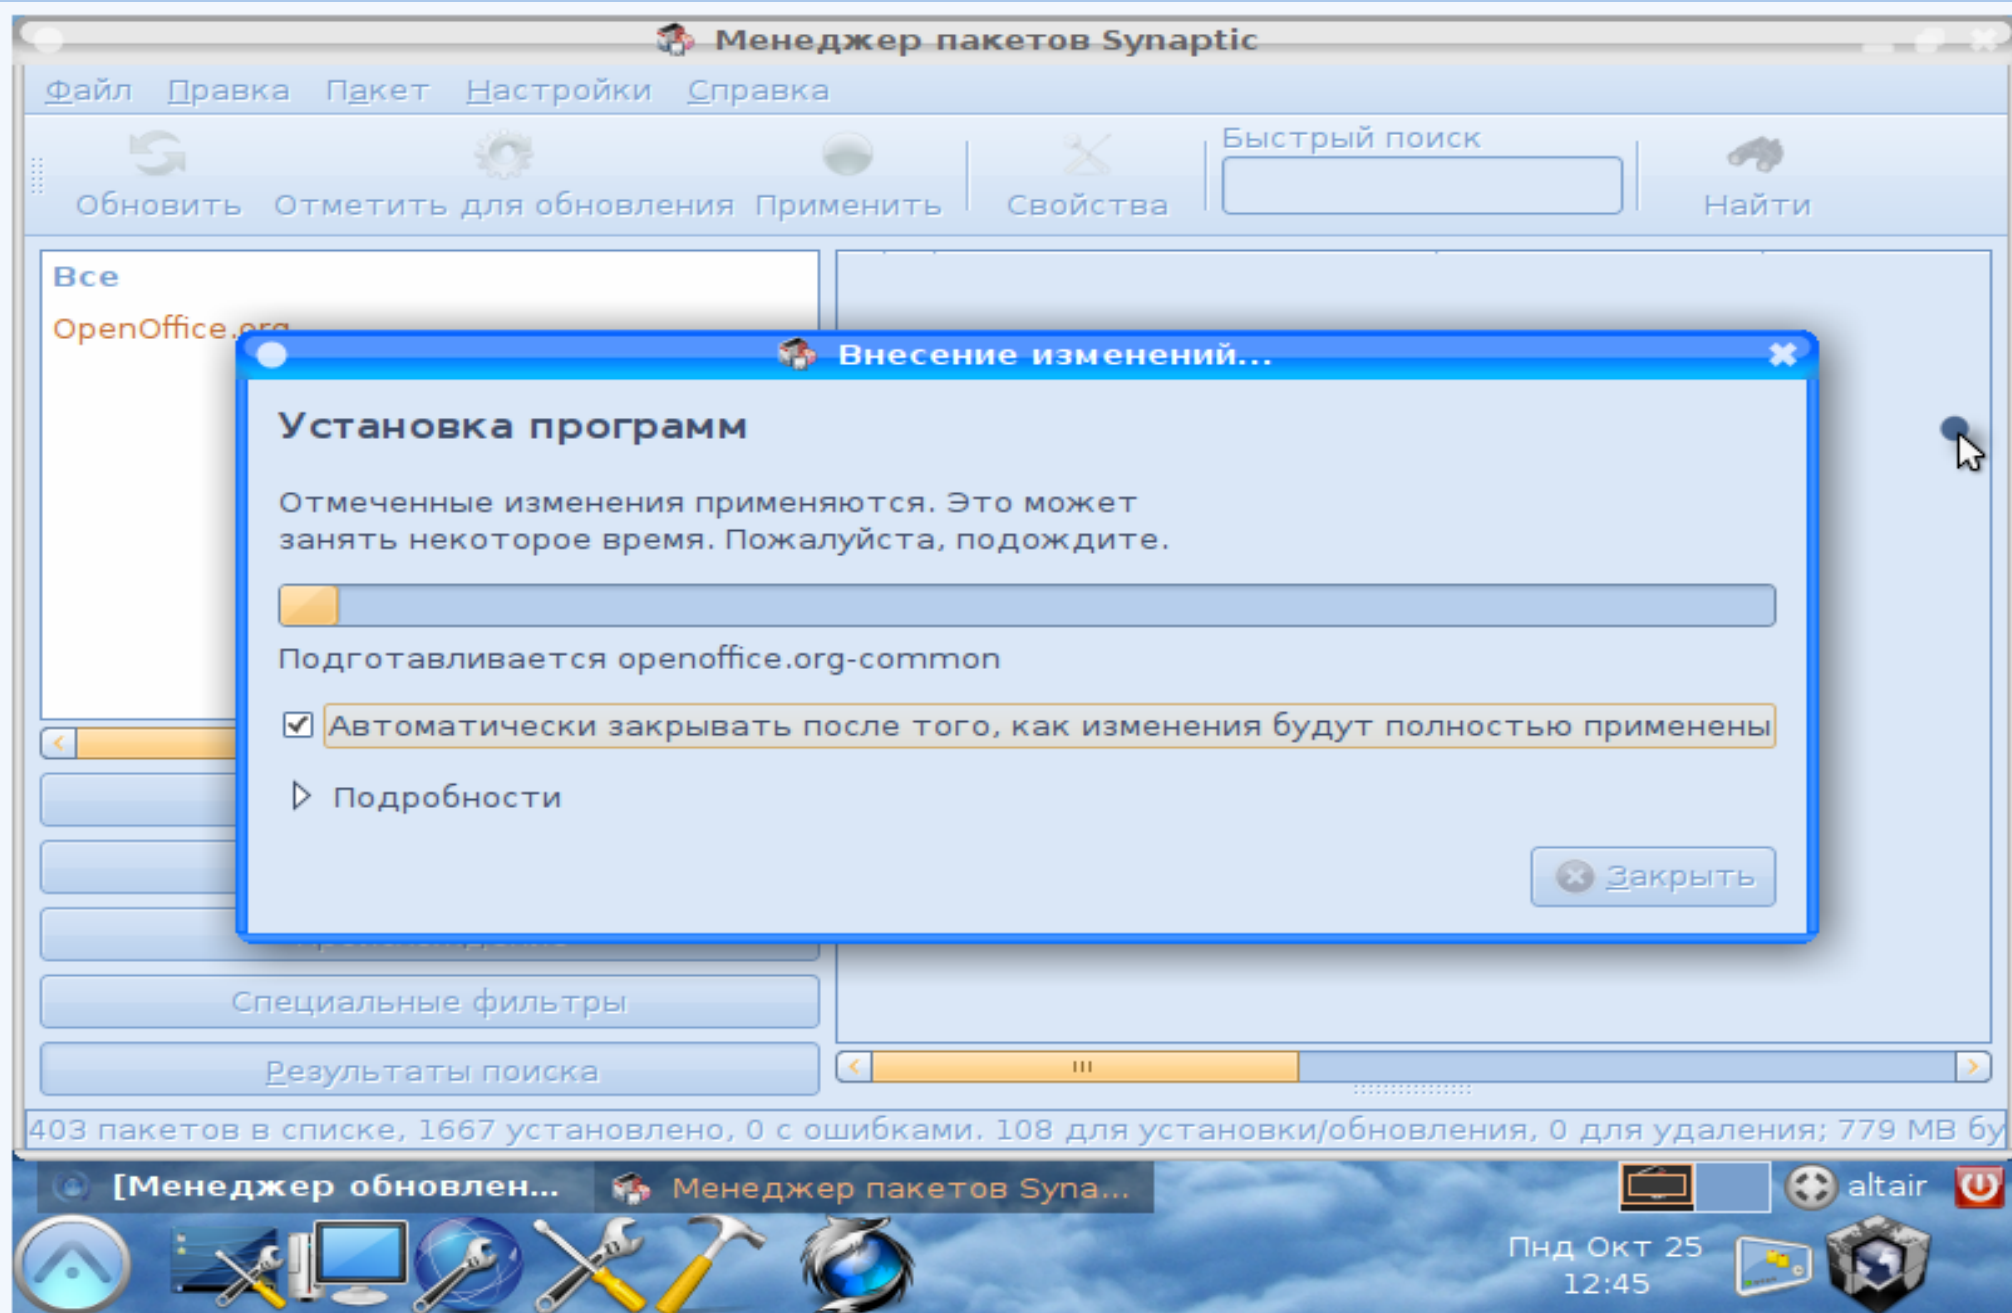 Менеджер пакетов Synaptic
Файл Правка Пакет Настройки Справка
Быстрый поиск
Обновить Отметить для обновления Применить Свойства Найти
Все
OpenOffice.org
Внесение изменений...
Установка программ
Отмеченные изменения применяются. Это может
занять некоторое время. Пожалуйста, подождите.
Подготавливается openoffice.org-common
Автоматически закрывать после того, как изменения будут полностью применены
Подробности
Закрыть
Специальные фильтры
Результаты поиска
403 пакетов в списке, 1667 установлено, 0 с ошибками. 108 для установки/обновления, 0 для удаления; 779 MB бу
[Менеджер обновлен... Менеджер пакетов Syna... altair
Пнд Окт 25
12:45